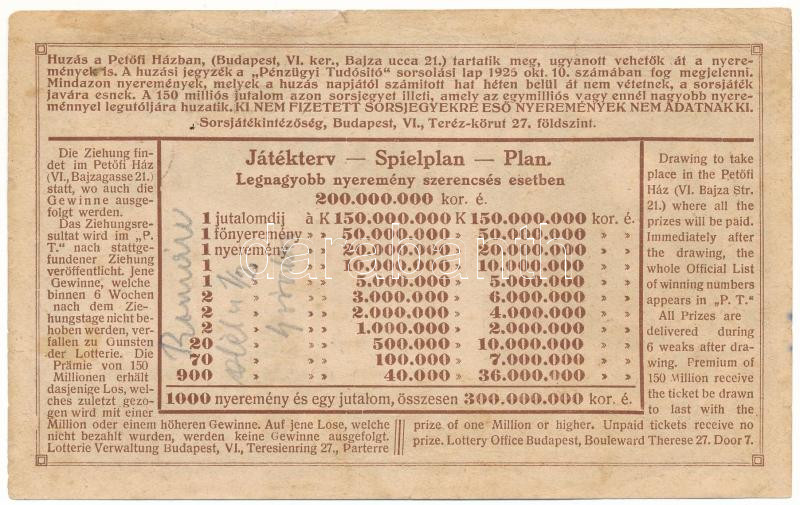 Huzás a Petőfi Házban, (Budapest, VI. ker., Bajza ucca 21.) tartatik meg, ugyanott vehetők át a nyere-
mények is. A huzási jegyzék a „Pénzügyi Tudósító" sorsolási lap 1925 okt. 10. számában fog megjelenni.
Mindazon nyeremények, melyek a huzás napjától számitott hat héten belül át nem vétetnek, a sorsjáték
javára esnek. A 150 milliós jutalom azon sorsjegyet illeti, amely az egymilliós vagy ennél nagyobb nyere-
ménnyel legutóljára huzatik. KI NEM FIZETETT SORSJEGYEKRE ESŐ NYEREMÉNYEK NEM ADATNAK KI.
Sorsjátékintézőség, Budapest, VI., Teréz-körut 27. földszint.
Die Ziehung fin-
det im Petőfi Ház
(VI., Bajzagasse 21.)
statt, wo auch die
Gewinne ausge-
folgt werden.
Das Ziehungsre-
sultat wird im „P.
T." nach stattge-
fundener Ziehung
veröffentlicht. Jene
Gewinne, welche
binnen 6 Wochen
nach dem Zie-
hungstage nicht be-
hoben werden, ver-
fallen zu Gunsten
der Lotterie. Die
Prämie von 150
Millionen erhält
dasjenige Los, wel-
ches zuletzt gezo-
gen wird mit einer
Million oder einem höheren Gewinne. Auf jene Lose, welche
nicht bezahlt wurden, werden keine Gewinne ausgefolgt.
Lotterie Verwaltung Budapest, VI., Teresienring 27., Parterre
Játékterv — Spielplan — Plan.
Legnagyobb nyeremény szerencsés esetben
200.000.000 kor. é.
1 jutalomdij à K 150.000.000 K 150.000.000 kor. é.
1 főnyeremény » 50.000.000 » 50.000.000 » »
1 nyeremény » 20.000.000 » 20.000.000 » »
1 » » 10.000.000 » 10.000.000 » »
1 » » 5.000.000 » 5.000.000 » »
2 » » 3.000.000 » 6.000.000 » »
2 » » 2.000.000 » 4.000.000 » »
2 » » 1.000.000 » 2.000.000 » »
20 » » 500.000 » 10.000.000 » »
70 » » 100.000 » 7.000.000 » »
900 » » 40.000 » 36.000.000 » »
1000 nyeremény és egy jutalom, összesen 300.000.000 kor. é.
darabanth
Drawing to take
place in the Petőfi
Ház (VI. Bajza Str.
21.) where all the
prizes will be paid.
Immediately after
the drawing, the
whole Official List
of winning numbers
appears in „P. T."
All Prizes are
delivered during
6 weeks after dra-
wing. Premium of
150 Million receive
the ticket be drawn
to last with the
prize of one Million or higher. Unpaid tickets receive no
prize. Lottery Office Budapest, Bouleward Therese 27. Door 7.